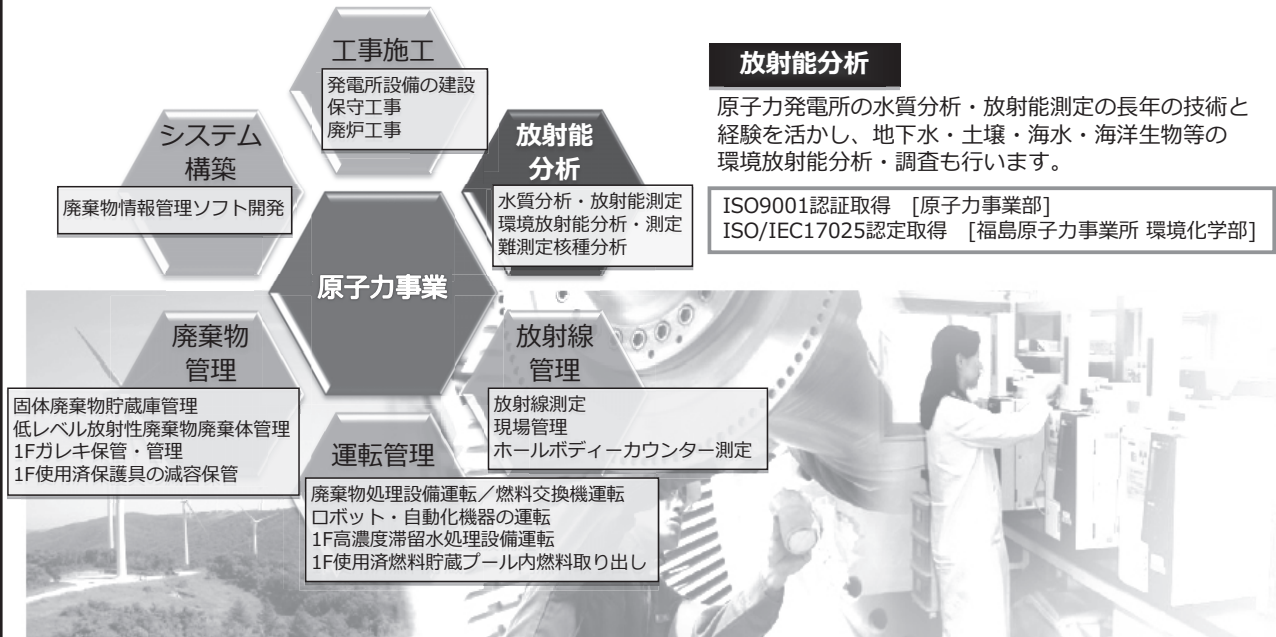 工事施工
発電所設備の建設
保守工事
廃炉工事
システム
構築
廃棄物情報管理ソフト開発
放射能
分析
水質分析・放射能測定
環境放射能分析・測定
難測定核種分析
原子力事業
廃棄物
管理
固体廃棄物貯蔵庫管理
低レベル放射性廃棄物廃棄体管理
1Fガレキ保管・管理
1F使用済保護具の減容保管
放射線
管理
放射線測定
現場管理
ホールボディーカウンター測定
運転管理
廃棄物処理設備運転／燃料交換機運転
ロボット・自動化機器の運転
1F高濃度滞留水処理設備運転
1F使用済燃料貯蔵プール内燃料取り出し
放射能分析
原子力発電所の水質分析・放射能測定の長年の技術と
経験を活かし、地下水・土壌・海水・海洋生物等の
環境放射能分析・調査も行います。
ISO9001認証取得　[原子力事業部]
ISO/IEC17025認定取得　[福島原子力事業所 環境化学部]